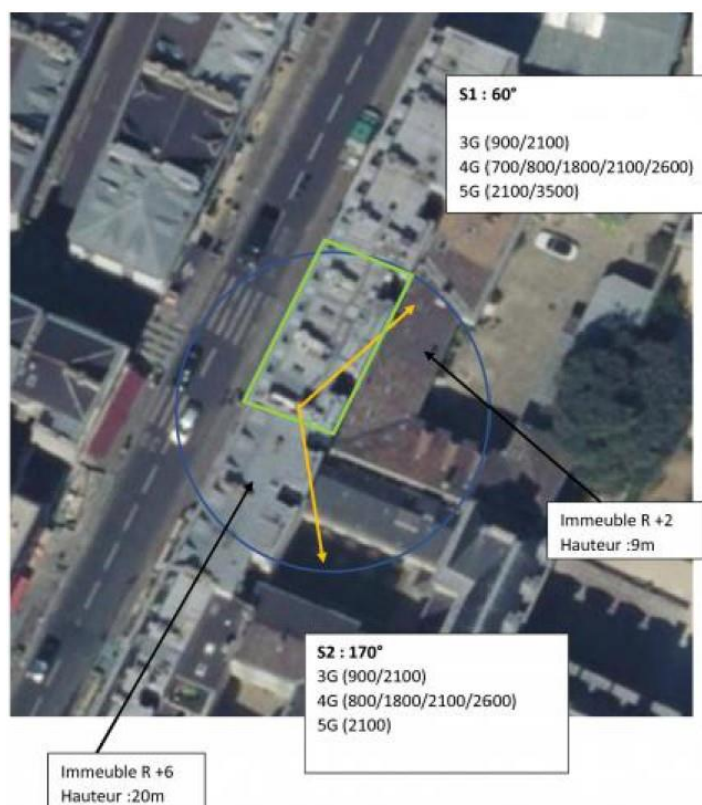 S1 : 60°
3G (900/2100)
4G (700/800/1800/2100/2600)
5G (2100/3500)
Immeuble R +2
Hauteur :9m
S2 : 170°
3G (900/2100)
4G (800/1800/2100/2600)
5G (2100)
Immeuble R +6
Hauteur :20m